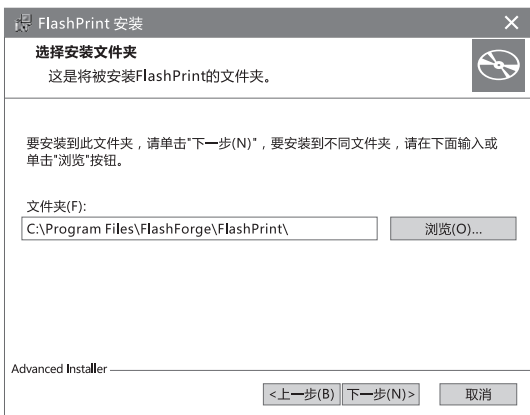 FlashPrint 安装
选择安装文件夹
这是将被安装FlashPrint的文件夹。
要安装到此文件夹，请单击"下一步(N)"，要安装到不同文件夹，请在下面输入或
单击"浏览"按钮。
文件夹(F):
C:\Program Files\FlashForge\FlashPrint\
浏览(O)...
Advanced Installer
<上一步(B)
下一步(N)>
取消